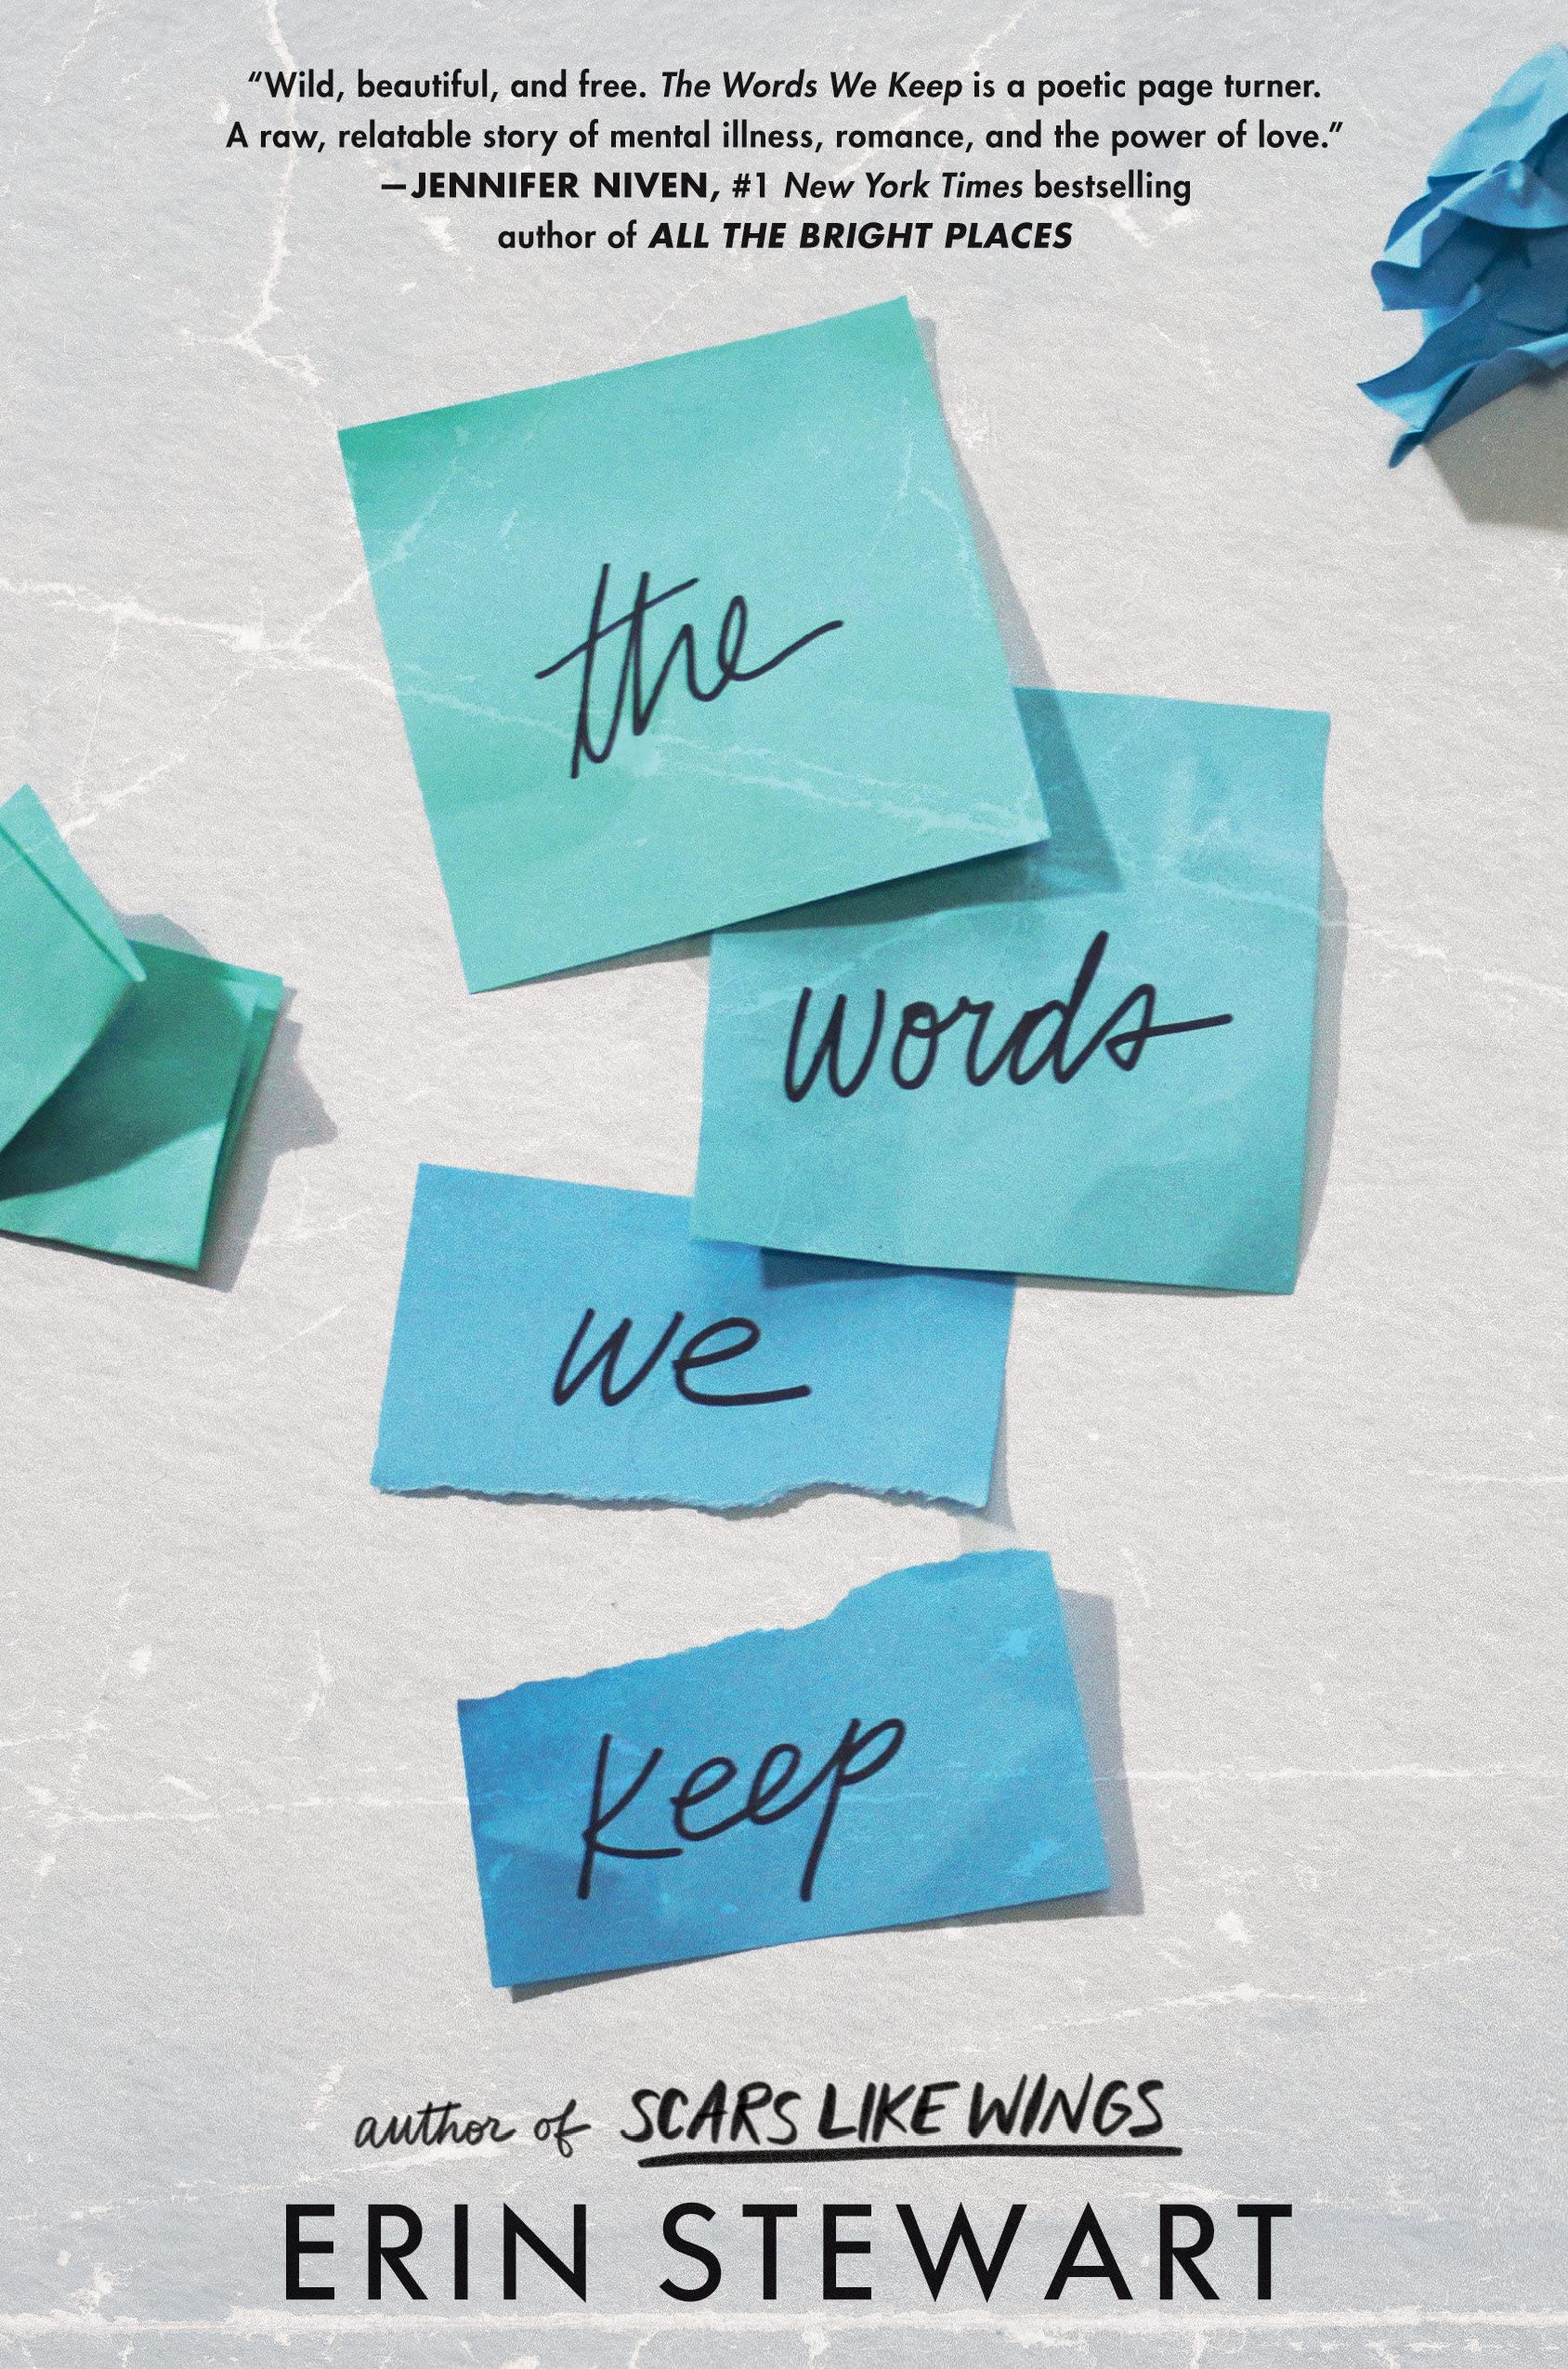 “Wild, beautiful, and free. The Words We Keep is a poetic page turner.
A raw, relatable story of mental illness, romance, and the power of love.”
—JENNIFER NIVEN, #1 New York Times bestselling
author of ALL THE BRIGHT PLACES
the
words
we
keep
author of SCARS LIKE WINGS
ERIN STEWART